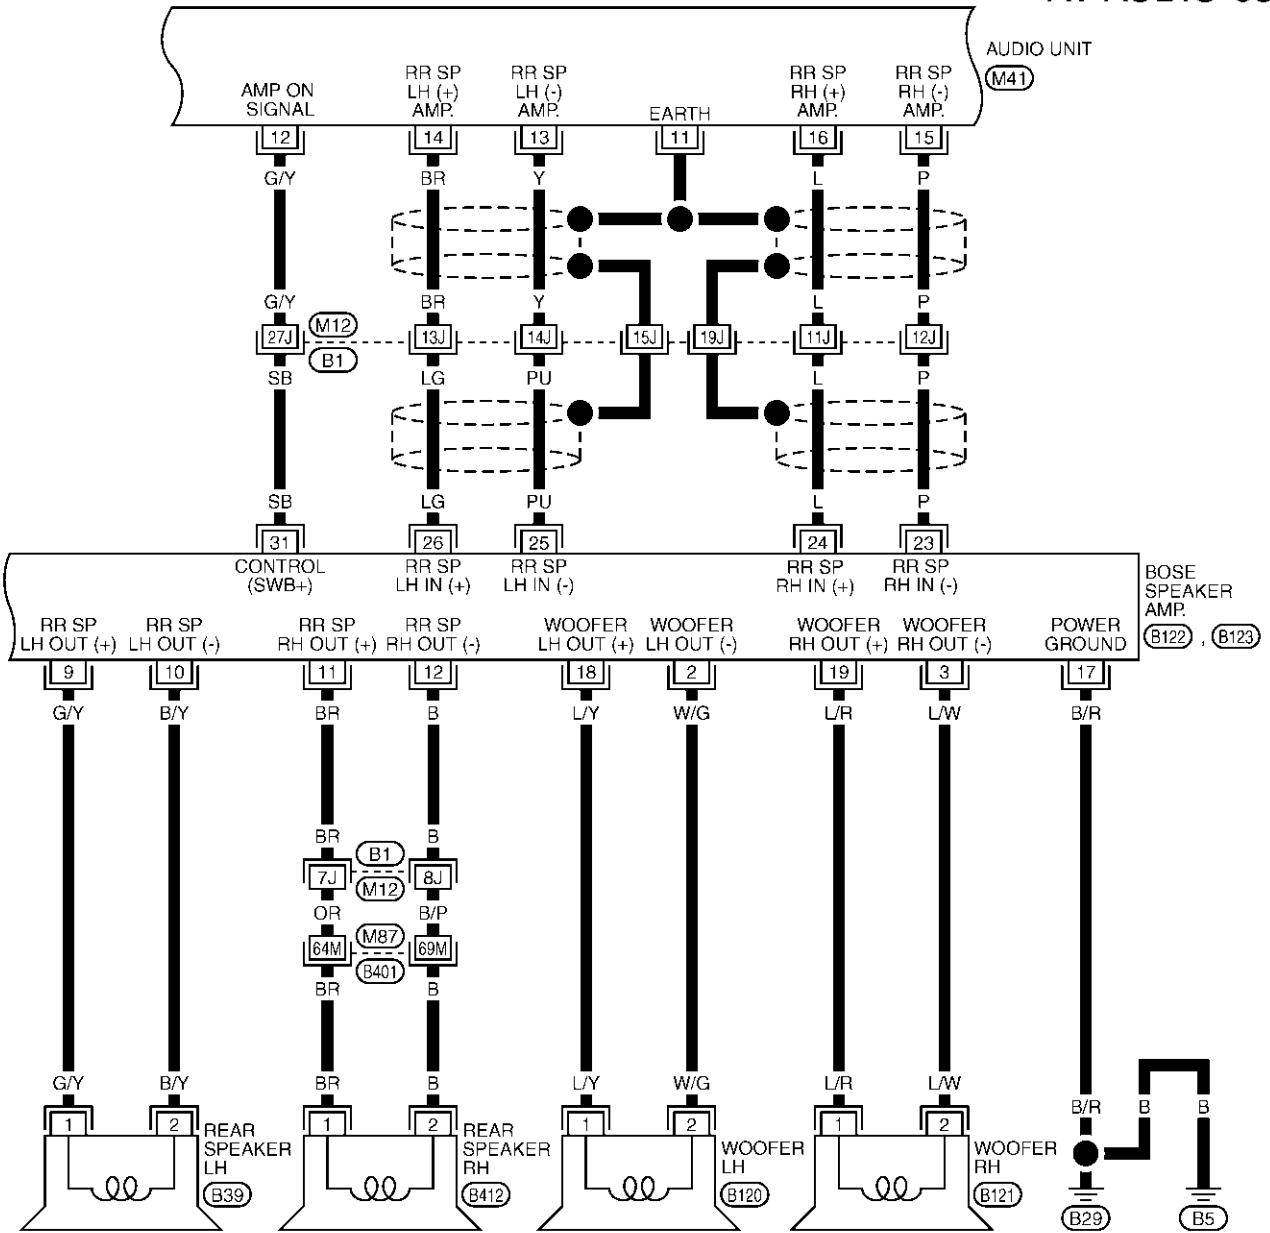 AUDIO UNIT
M41
AMP ON
SIGNAL
RR SP
LH (+)
AMP.
RR SP
LH (-)
AMP.
EARTH
RR SP
RH (+)
AMP.
RR SP
RH (-)
AMP.
12 14 13 11 16 15
G/Y BR Y L P
G/Y BR Y L P
27J M12 13J 14J 15J 19J 11J 12J
B1
SB LG PU L P
SB LG PU L P
31 26 25 24 23
CONTROL
(SWB+)
RR SP
LH IN (+)
RR SP
LH IN (-)
RR SP
RH IN (+)
RR SP
RH IN (-)
BOSE
SPEAKER
AMP.
B122 , B123
RR SP
LH OUT (+)
RR SP
LH OUT (-)
RR SP
RH OUT (+)
RR SP
RH OUT (-)
WOOFER
LH OUT (+)
WOOFER
LH OUT (-)
WOOFER
RH OUT (+)
WOOFER
RH OUT (-)
POWER
GROUND
9 10 11 12 18 2 19 3 17
G/Y B/Y BR B L/Y W/G L/R L/W B/R
BR B
B1
7J 8J
M12
OR B/P
M87
64M 69M
B401
BR B
G/Y B/Y BR B L/Y W/G L/R L/W
B/R B B
1 2 1 2 1 2 1 2
REAR
SPEAKER
LH
B39
REAR
SPEAKER
RH
B412
WOOFER
LH
B120
WOOFER
RH
B121
B29 B5